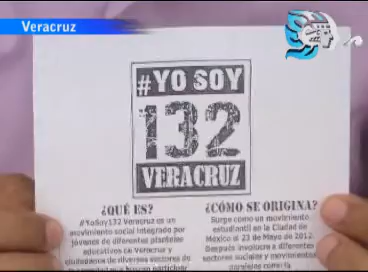 Veracruz
#YO SOY
132
VERACRUZ
¿QUÉ ES?
#YoSoy132 Veracruz es un
movimiento social integrado por
jóvenes de diferentes planteles
educativos en Veracruz y
ciudadanía de diversos sectores de
¿CÓMO SE ORIGINA?
Surge como un movimiento
estudiantil en la Ciudad de
México el 23 de Mayo de 2012.
Después involucra a diferentes
sectores sociales y movimientos